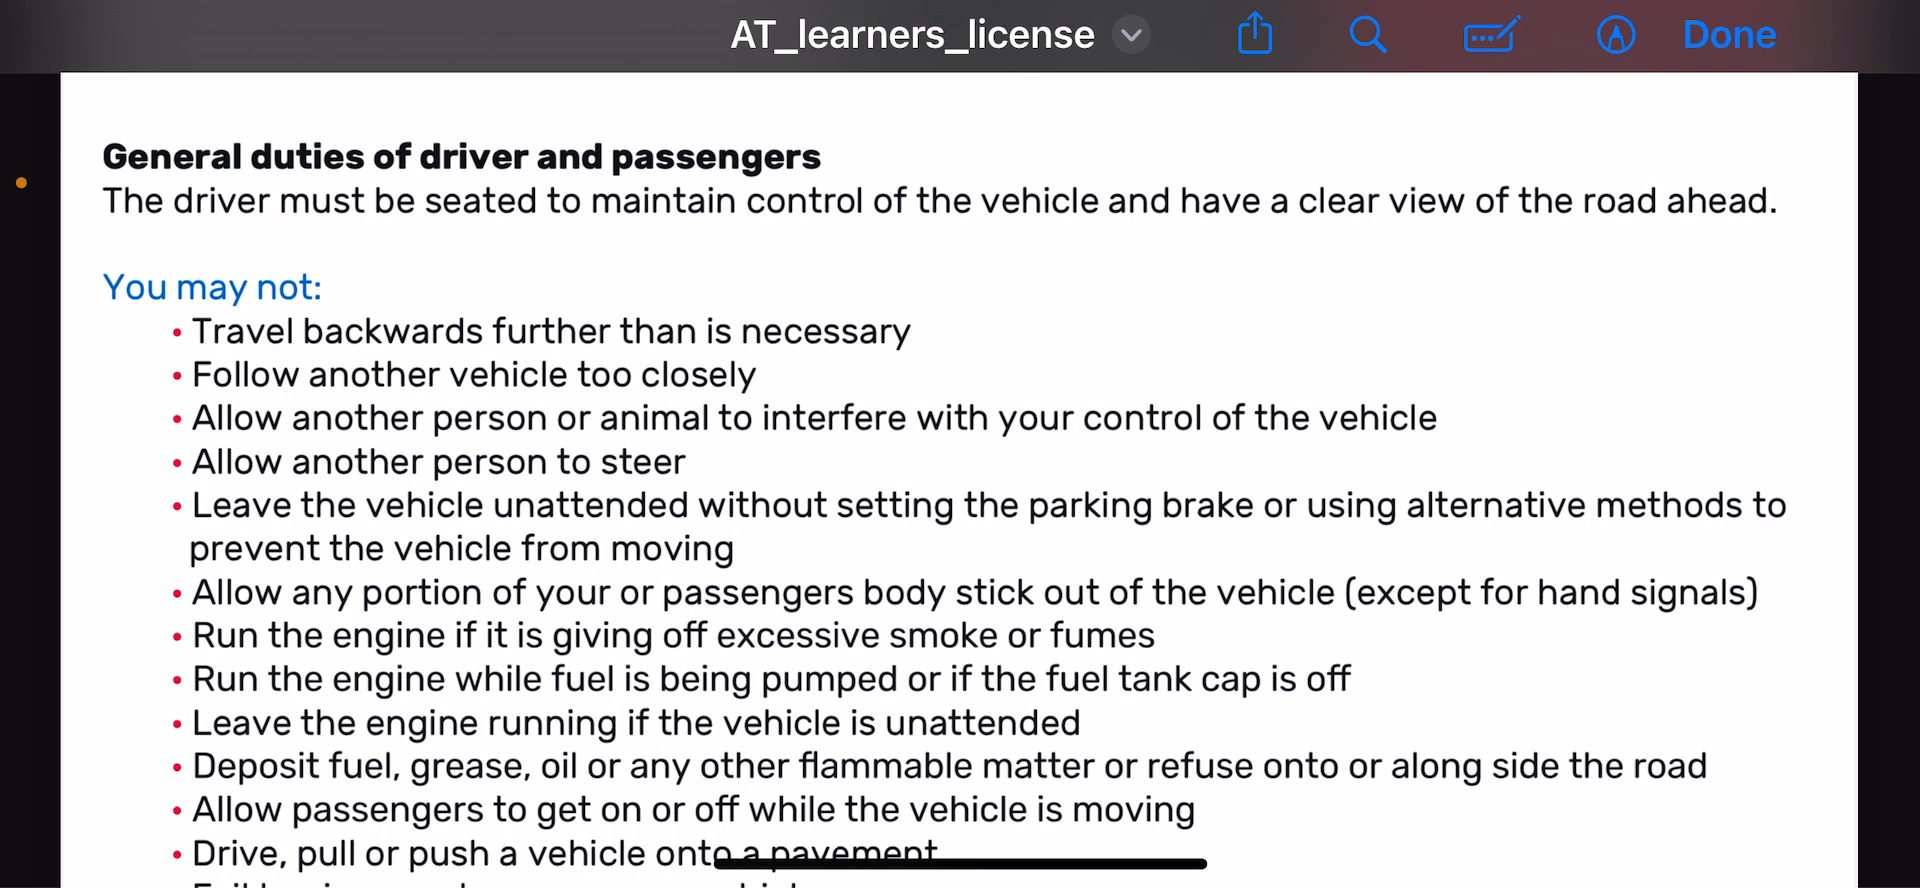 AT_learners_license
Done
General duties of driver and passengers
The driver must be seated to maintain control of the vehicle and have a clear view of the road ahead.
You may not:
• Travel backwards further than is necessary
• Follow another vehicle too closely
• Allow another person or animal to interfere with your control of the vehicle
• Allow another person to steer
• Leave the vehicle unattended without setting the parking brake or using alternative methods to
prevent the vehicle from moving
• Allow any portion of your or passengers body stick out of the vehicle (except for hand signals)
• Run the engine if it is giving off excessive smoke or fumes
• Run the engine while fuel is being pumped or if the fuel tank cap is off
• Leave the engine running if the vehicle is unattended
• Deposit fuel, grease, oil or any other flammable matter or refuse onto or along side the road
• Allow passengers to get on or off while the vehicle is moving
• Drive, pull or push a vehicle onto a pavement